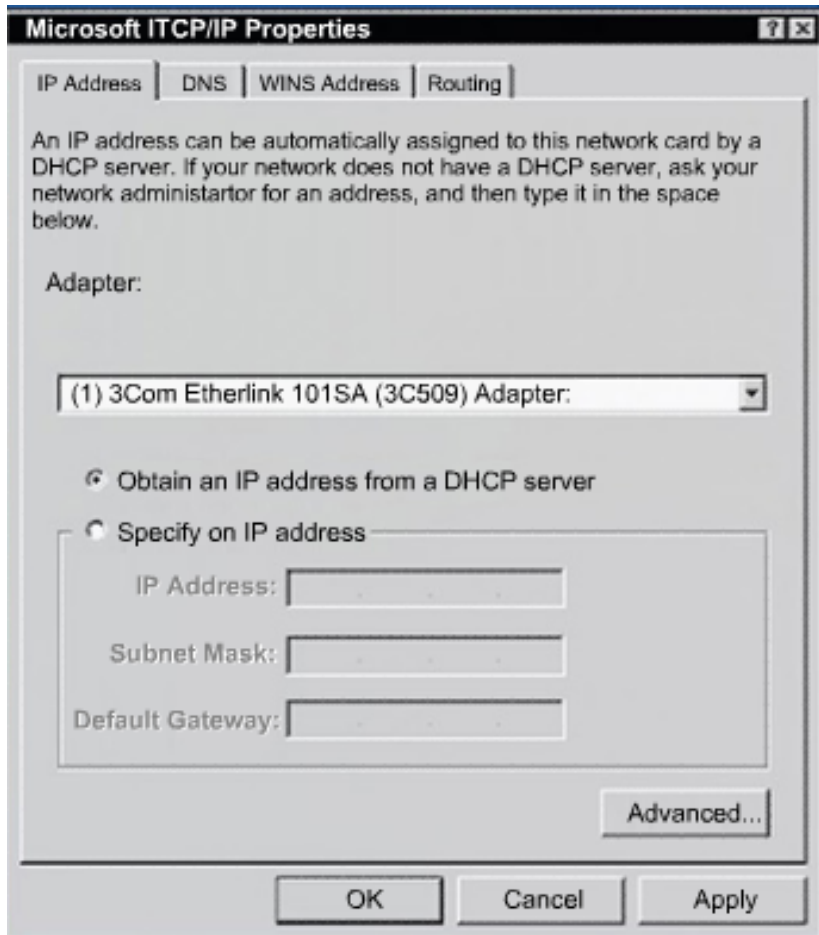 Microsoft ITCP/IP Properties
IP Address DNS WINS Address Routing
An IP address can be automatically assigned to this network card by a
DHCP server. If your network does not have a DHCP server, ask your
network administartor for an address, and then type it in the space
below.
Adapter:
(1) 3Com Etherlink 101SA (3C509) Adapter:
Obtain an IP address from a DHCP server
Specify on IP address
IP Address:
Subnet Mask:
Default Gateway:
Advanced...
OK Cancel Apply